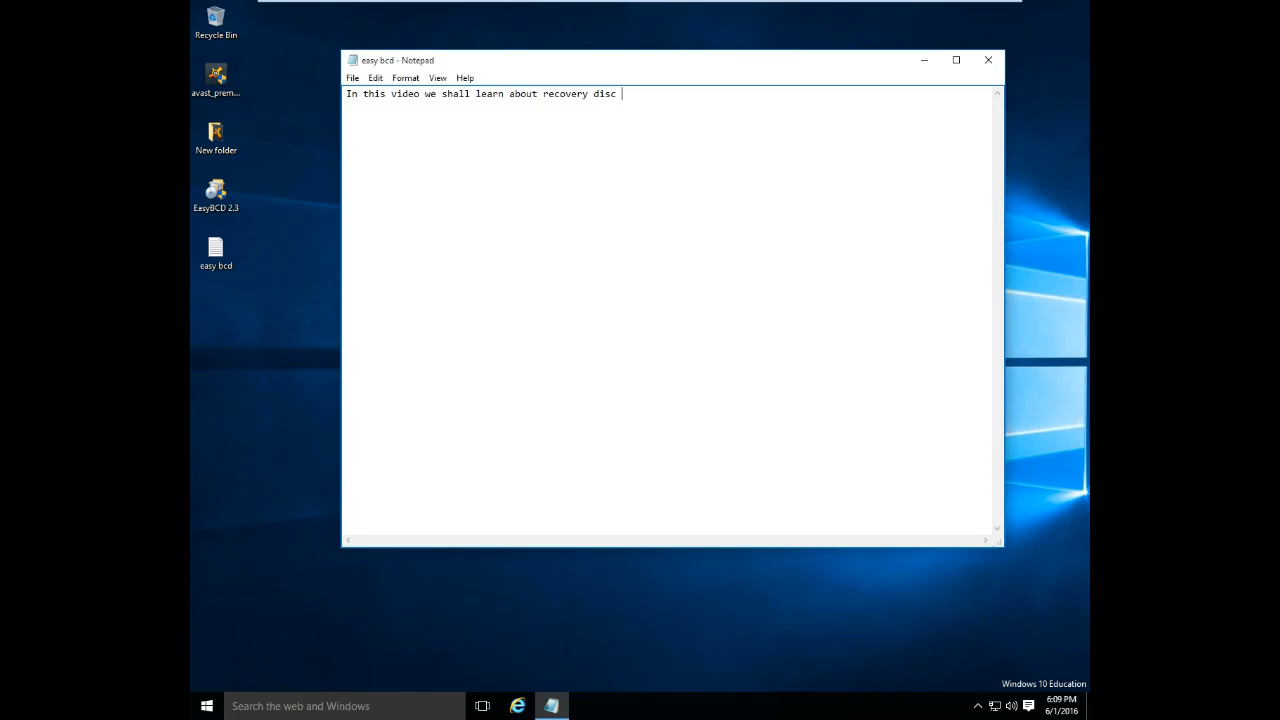 Recycle Bin
avast_prem...
New folder
EasyBCD 2.3
easy bcd
easy bcd - Notepad
File Edit Format View Help
In this video we shall learn about recovery disc
Windows 10 Education
Search the web and Windows
6:09 PM
6/1/2016